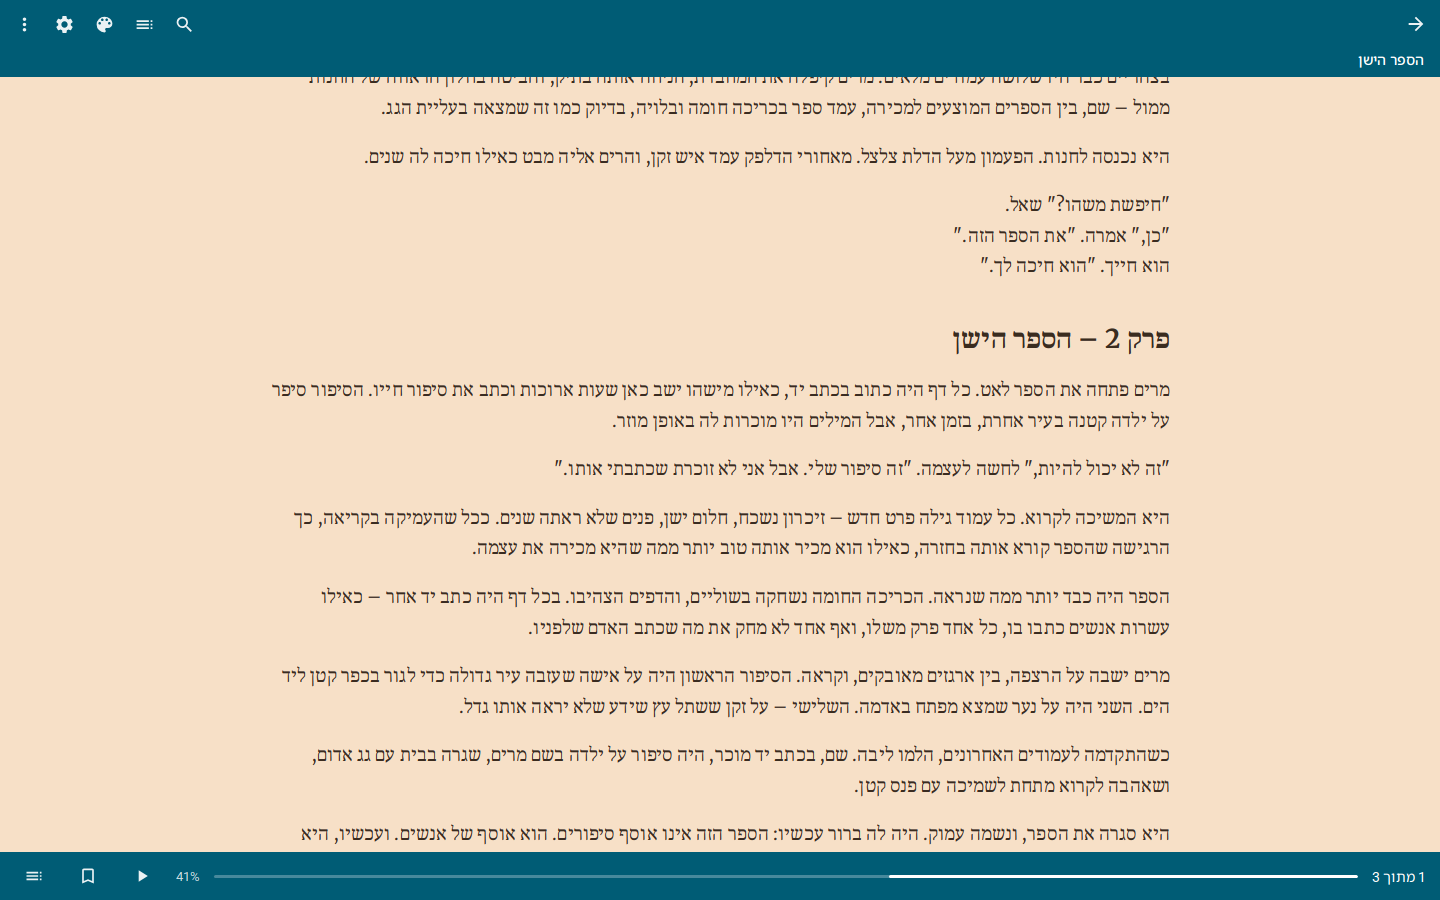 הספר הישן
ממול – שם, בין הספרים המוצעים למכירה, עמד ספר בכריכה חומה ובלויה, בדיוק כמו זה שמצאה בעליית הגג.
היא נכנסה לחנות. הפעמון מעל הדלת צלצל. מאחורי הדלפק עמד איש זקן, והרים אליה מבט כאילו חיכה לה שנים.
"חיפשת משהו?" שאל.
"כן," אמרה. "את הספר הזה."
הוא חייך. "הוא חיכה לך."
פרק 2 – הספר הישן
מרים פתחה את הספר לאט. כל דף היה כתוב בכתב יד, כאילו מישהו ישב כאן שעות ארוכות וכתב את סיפור חייו. הסיפור סיפר
על ילדה קטנה בעיר אחרת, בזמן אחר, אבל המילים היו מוכרות לה באופן מוזר.
"זה לא יכול להיות," לחשה לעצמה. "זה סיפור שלי. אבל אני לא זוכרת שכתבתי אותו."
היא המשיכה לקרוא. כל עמוד גילה פרט חדש – זיכרון נשכח, חלום ישן, פנים שלא ראתה שנים. ככל שהעמיקה בקריאה, כך
הרגישה שהספר קורא אותה בחזרה, כאילו הוא מכיר אותה טוב יותר ממה שהיא מכירה את עצמה.
הספר היה כבד יותר ממה שנראה. הכריכה החומה נשחקה בשוליים, והדפים הצהיבו. בכל דף היה כתב יד אחר – כאילו
עשרות אנשים כתבו בו, כל אחד פרק משלו, ואף אחד לא מחק את מה שכתב האדם שלפניו.
מרים ישבה על הרצפה, בין ארגזים מאובקים, וקראה. הסיפור הראשון היה על אישה שעזבה עיר גדולה כדי לגור בכפר קטן ליד
הים. השני היה על נער שמצא מפתח באדמה. השלישי – על זקן ששתל עץ שידע שלא יראה אותו גדל.
כשהתקדמה לעמודים האחרונים, הלמו ליבה. שם, בכתב יד מוכר, היה סיפור על ילדה בשם מרים, שגרה בבית עם גג אדום,
ושאהבה לקרוא מתחת לשמיכה עם פנס קטן.
היא סגרה את הספר, ונשמה עמוק. היה לה ברור עכשיו: הספר הזה אינו אוסף סיפורים. הוא אוסף של אנשים. ועכשיו, היא
1 מתוך 3
41%